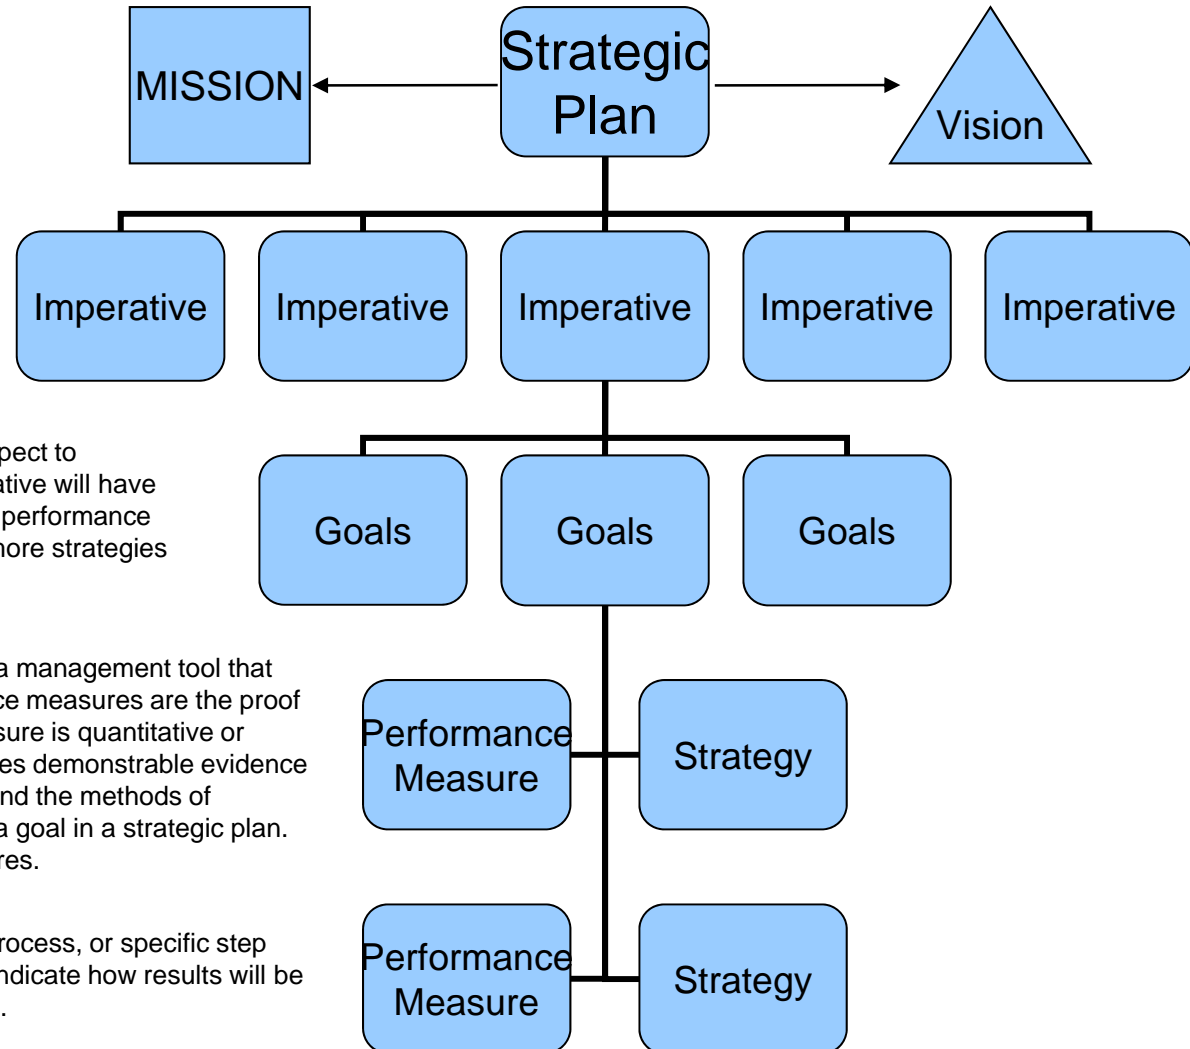 MISSION
Strategic
Plan
Vision
Imperative
Imperative
Imperative
Imperative
Imperative
pect to
ative will have
performance
more strategies
Goals
Goals
Goals
a management tool that
ce measures are the proof
sure is quantitative or
es demonstrable evidence
and the methods of
a goal in a strategic plan.
res.
Performance
Measure
Strategy
rocess, or specific step
ndicate how results will be
.
Performance
Measure
Strategy